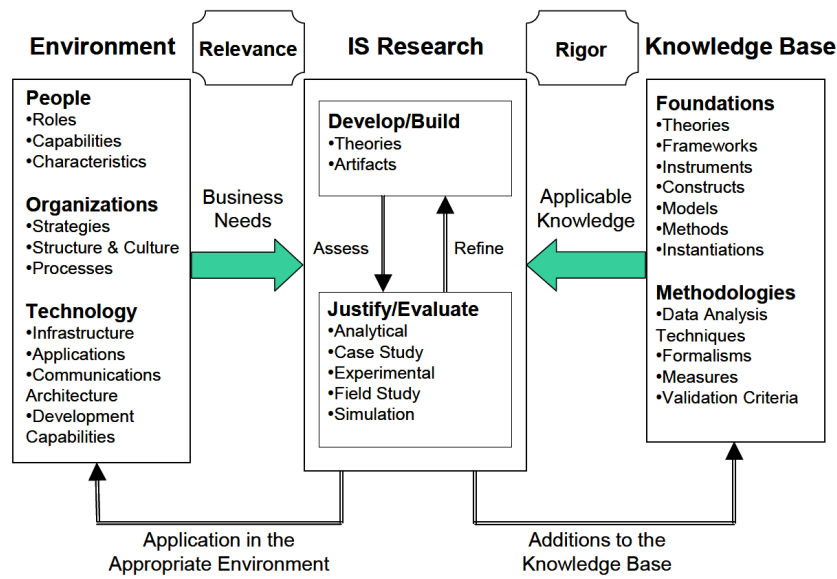 Environment
Relevance
IS Research
Rigor
Knowledge Base
People
•Roles
•Capabilities
•Characteristics
Organizations
•Strategies
•Structure & Culture
•Processes
Technology
•Infrastructure
•Applications
•Communications
Architecture
•Development
Capabilities
Business
Needs
Develop/Build
•Theories
•Artifacts
Assess
Refine
Justify/Evaluate
•Analytical
•Case Study
•Experimental
•Field Study
•Simulation
Applicable
Knowledge
Foundations
•Theories
•Frameworks
•Instruments
•Constructs
•Models
•Methods
•Instantiations
Methodologies
•Data Analysis
Techniques
•Formalisms
•Measures
•Validation Criteria
Application in the
Appropriate Environment
Additions to the
Knowledge Base